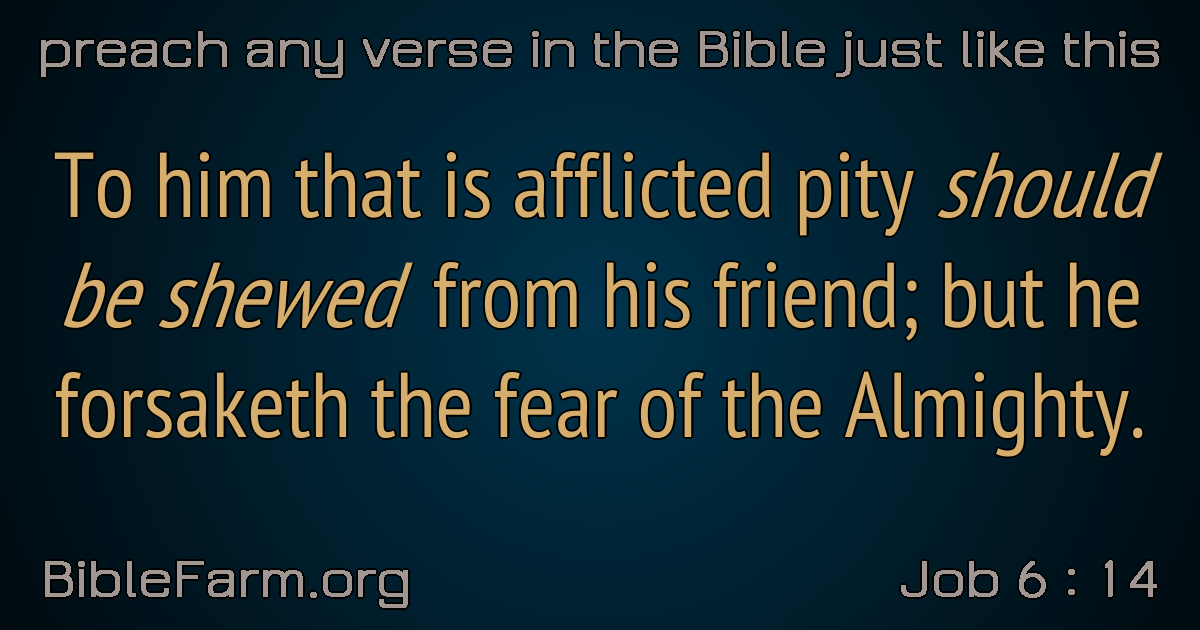 preach any verse in the Bible just like this
To him that is afflicted pity should
be shewed from his friend; but he
forsaketh the fear of the Almighty.
BibleFarm.org
Job 6 : 14